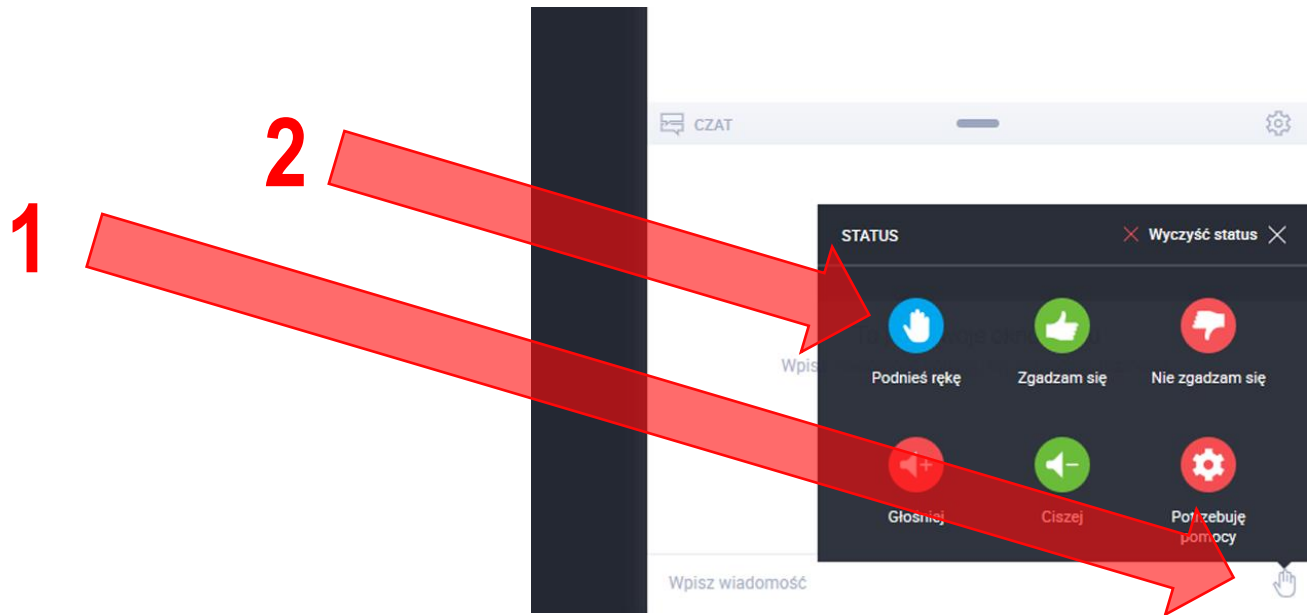 2
1
CZAT
STATUS
Wyczyść status
Podnieś rękę
Zgadzam się
Nie zgadzam się
Wpis
Głośniej
Ciszej
Potrzebuję
pomocy
Wpisz wiadomość